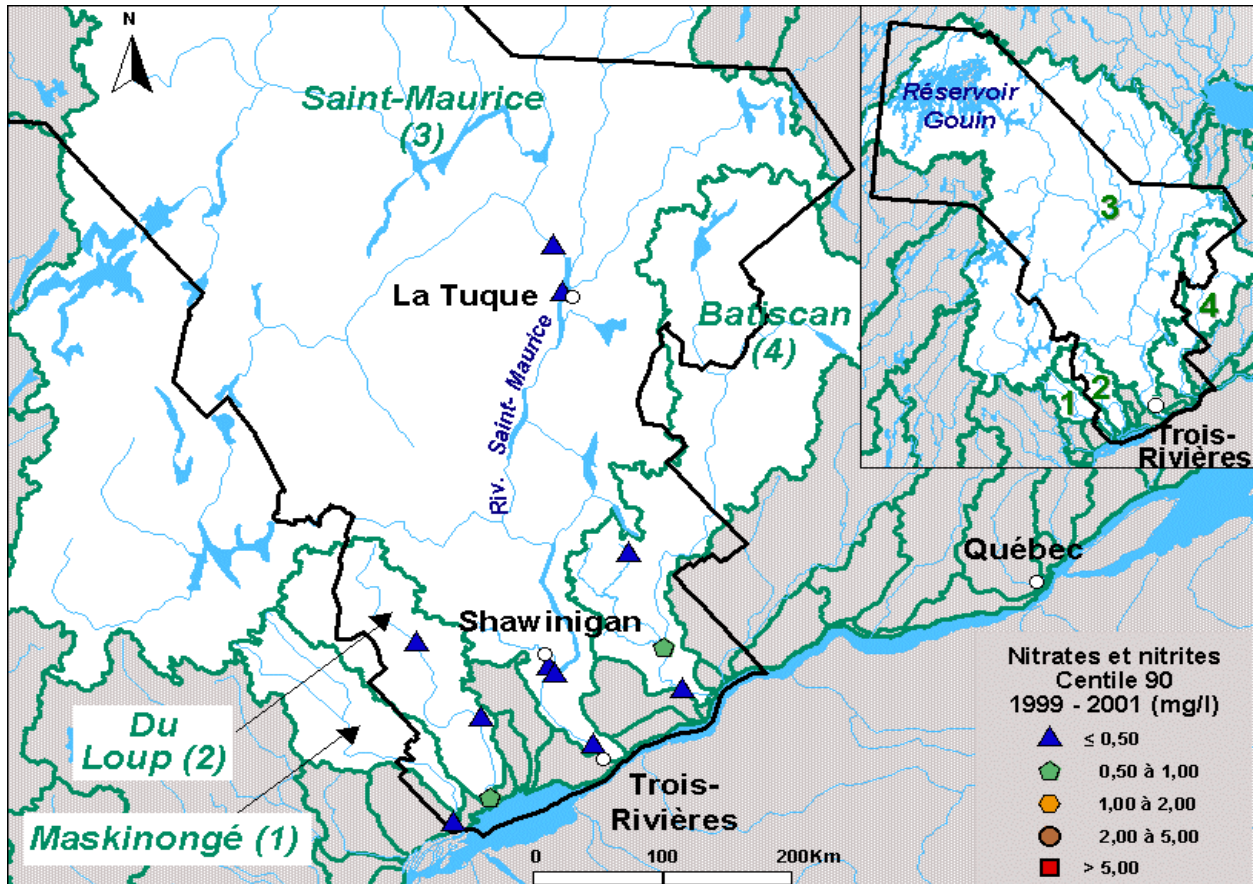 N
Saint-Maurice
(3)
La Tuque
Riv. Saint-Maurice
Batiscan
(4)
Shawinigan
Québec
Du
Loup (2)
Maskinongé (1)
Trois-
Rivières
0 100 200Km
Réservoir
Gouin
3
4
2
1
Trois-
Rivières
Nitrates et nitrites
Centile 90
1999 - 2001 (mg/l)
≤ 0,50
0,50 à 1,00
1,00 à 2,00
2,00 à 5,00
> 5,00